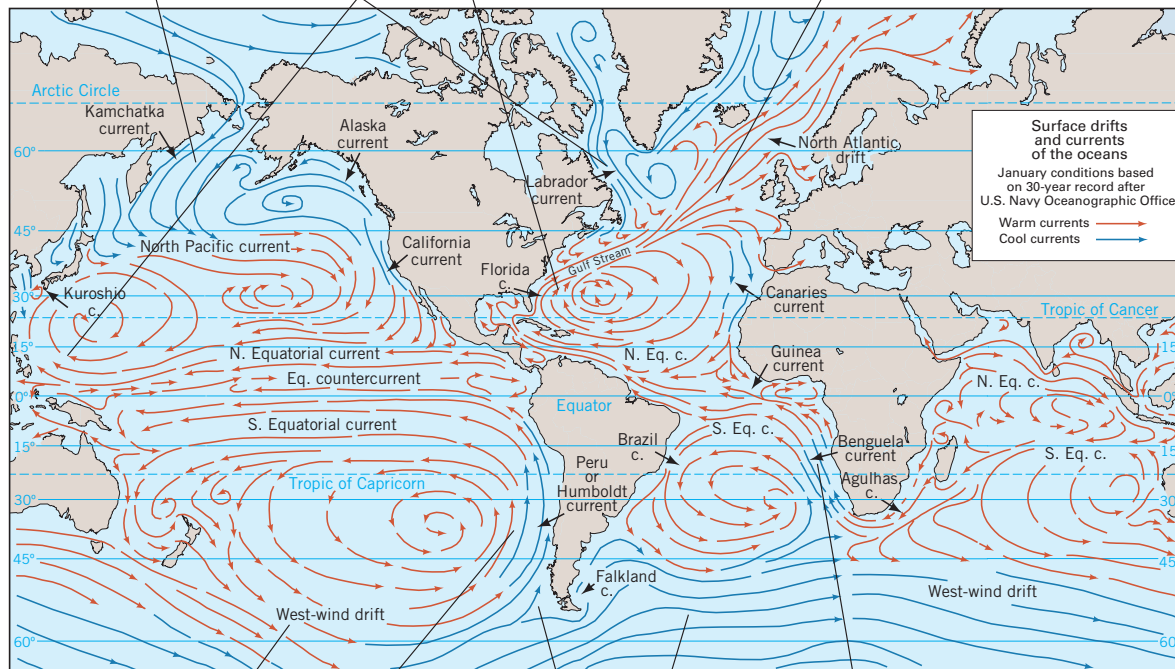 Arctic Circle
Kamchatka
current
Alaska
current
60°
North Atlantic
drift
Labrador
current
Surface drifts
and currents
of the oceans
January conditions based
on 30-year record after
U.S. Navy Oceanographic Office
Warm currents
Cool currents
45°
North Pacific current
California
current
Gulf Stream
Florida
c.
Kuroshio
c.
30°
Canaries
current
Tropic of Cancer
15°
N. Equatorial current
N. Eq. c.
Guinea
current
15
Eq. countercurrent
N. Eq. c.
0°
Equator
0°
S. Equatorial current
Brazil
c.
S. Eq. c.
Benguela
current
15°
Peru
or
Humboldt
current
Agulhas
c.
S. Eq. c.
15
Tropic of Capricorn
30°
30
45°
45
Falkland
c.
West-wind drift
West-wind drift
60°
60